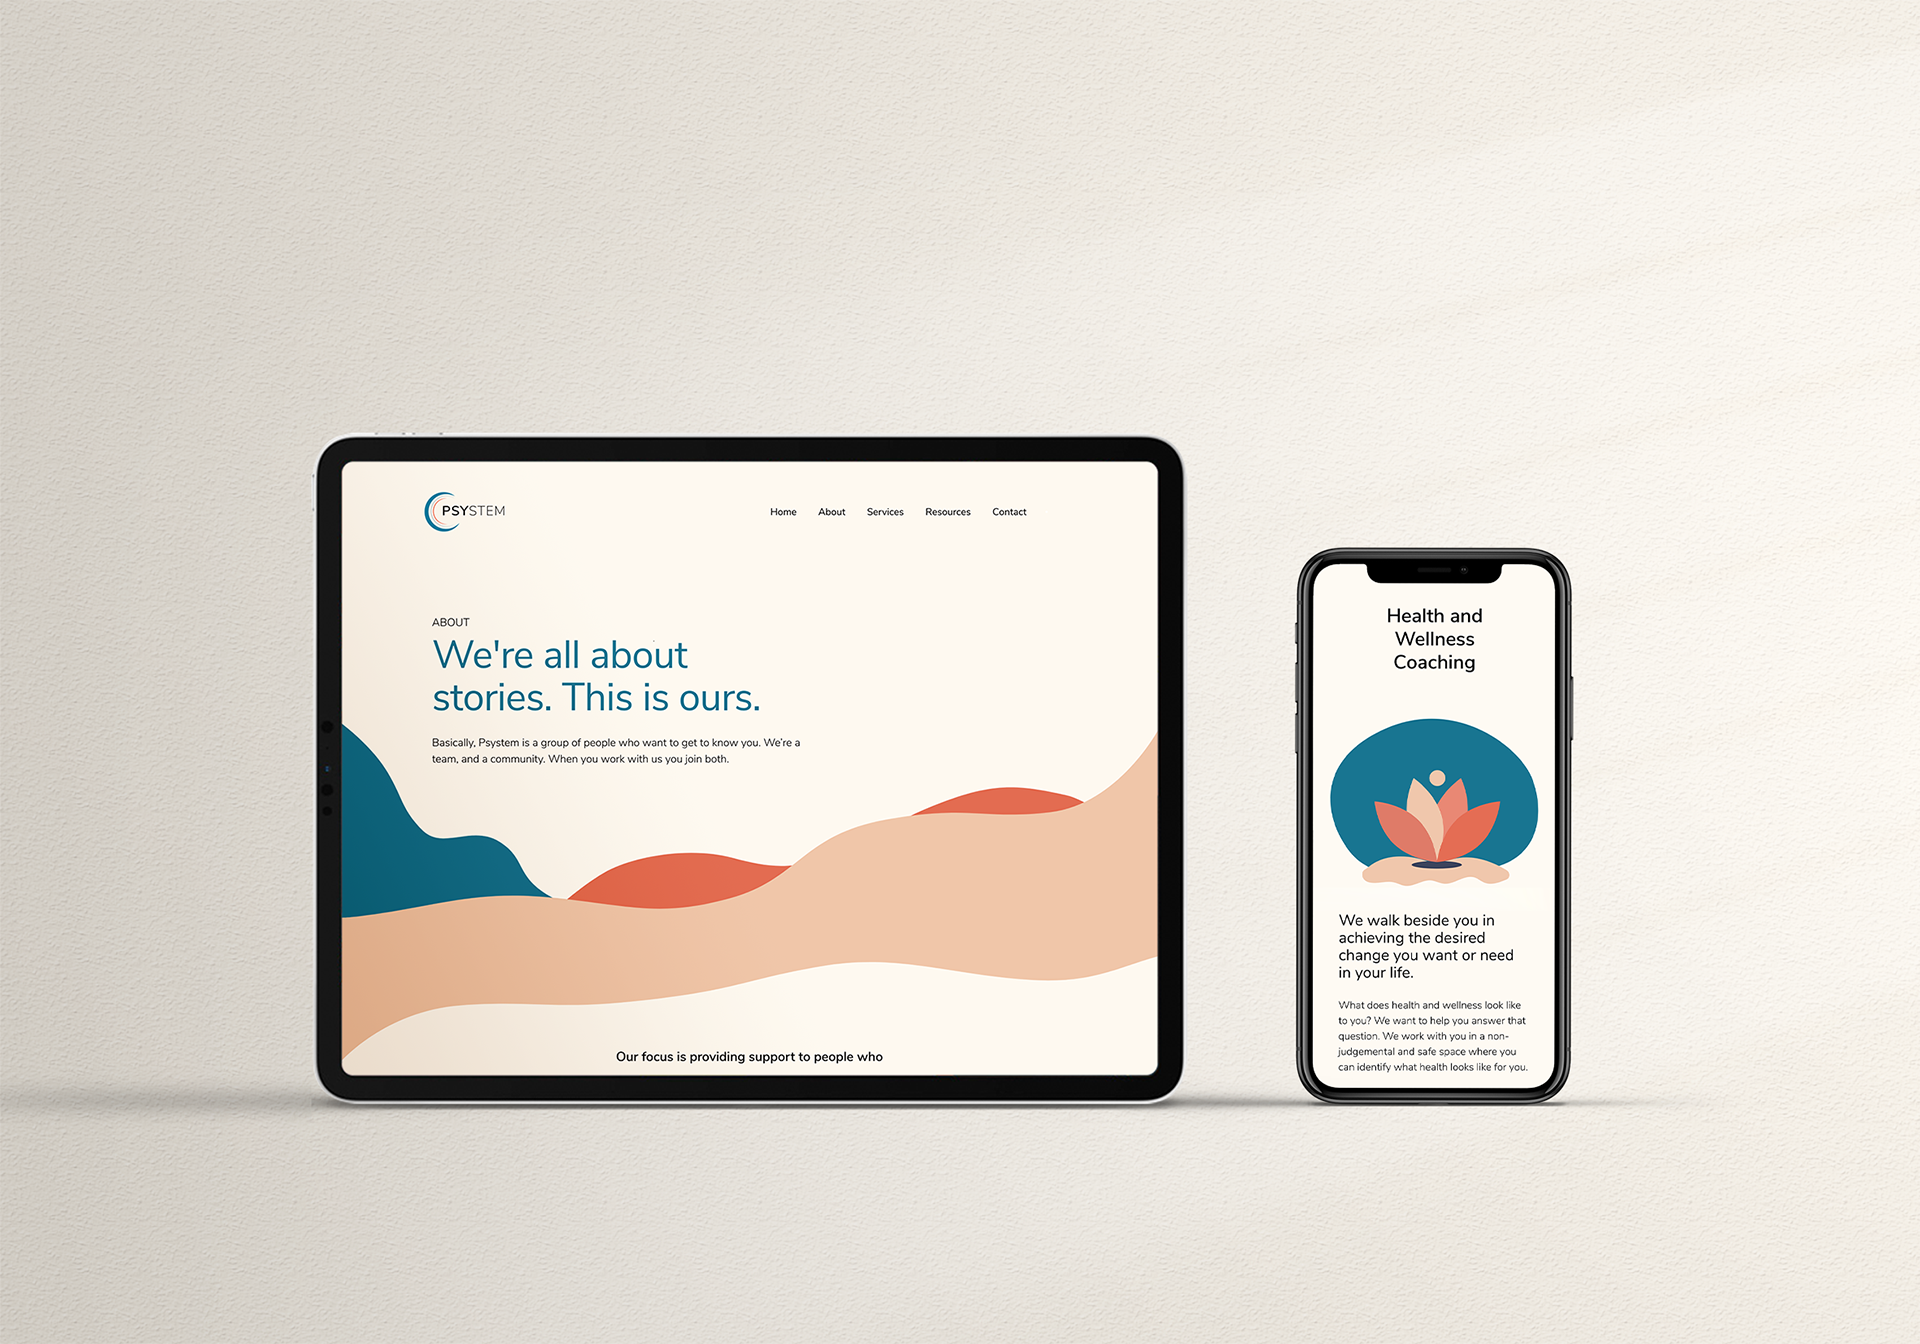 PSYSTEM
Home About Services Resources Contact
ABOUT
We're all about
stories. This is ours.
Basically, Psystem is a group of people who want to get to know you. We're a
team, and a community. When you work with us you join both.
Our focus is providing support to people who
Health and
Wellness
Coaching
We walk beside you in
achieving the desired
change you want or need
in your life.
What does health and wellness look like
to you? We want to help you answer that
question. We work with you in a non-
judgemental and safe space where you
can identify what health looks like for you.